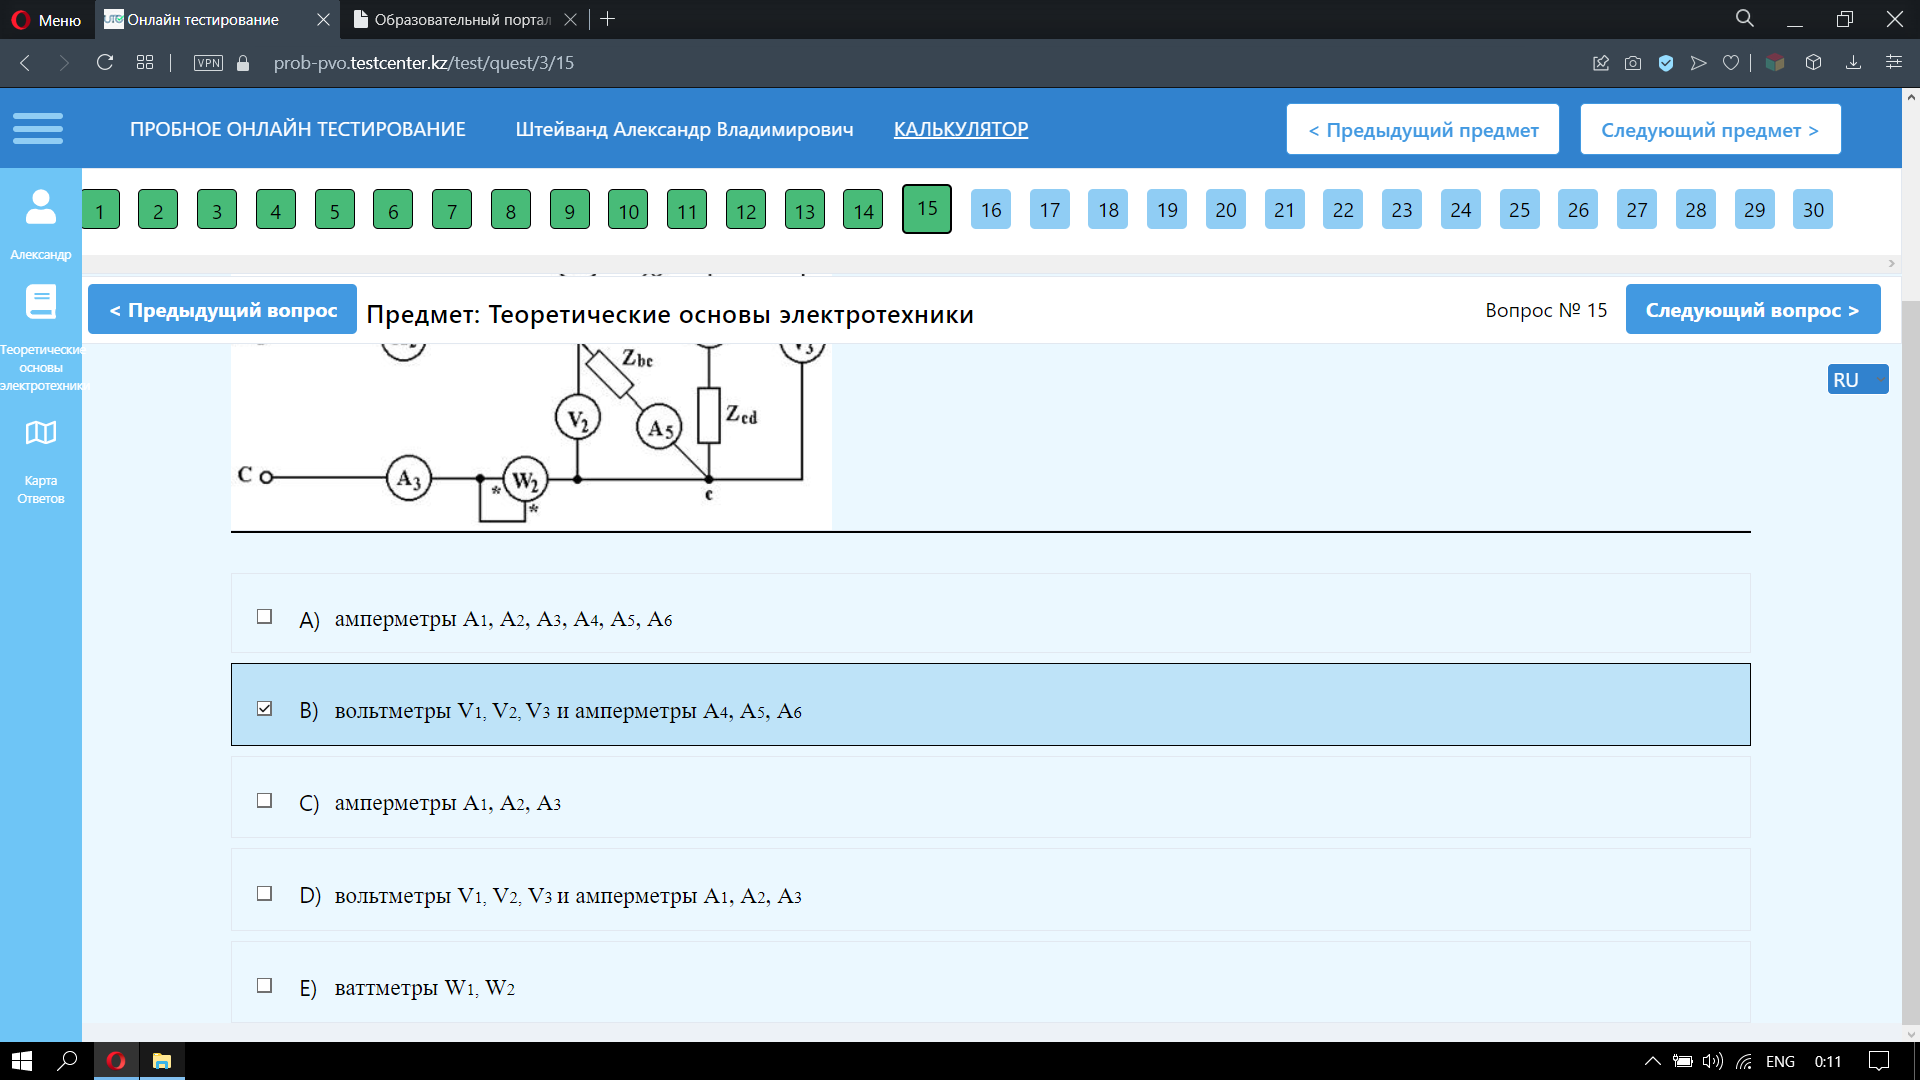 Меню
Онлайн тестирование
Образовательный портал
VPN
prob-pvo.testcenter.kz/test/quest/3/15
ПРОБНОЕ ОНЛАЙН ТЕСТИРОВАНИЕ
Штейванд Александр Владимирович
КАЛЬКУЛЯТОР
< Предыдущий предмет
Следующий предмет >
1 2 3 4 5 6 7 8 9 10 11 12 13 14 15 16 17 18 19 20 21 22 23 24 25 26 27 28 29 30
Александр
< Предыдущий вопрос
Предмет: Теоретические основы электротехники
Вопрос № 15
Следующий вопрос >
Теоретические
основы
электротехники
RU
Карта
Ответов
Zbc
V2
A5
Zcd
C
A3
*
W2
*
c
A) амперметры A1, A2, A3, A4, A5, A6
B) вольтметры V1, V2, V3 и амперметры A4, A5, A6
C) амперметры A1, A2, A3
D) вольтметры V1, V2, V3 и амперметры A1, A2, A3
E) ваттметры W1, W2
ENG
0:11